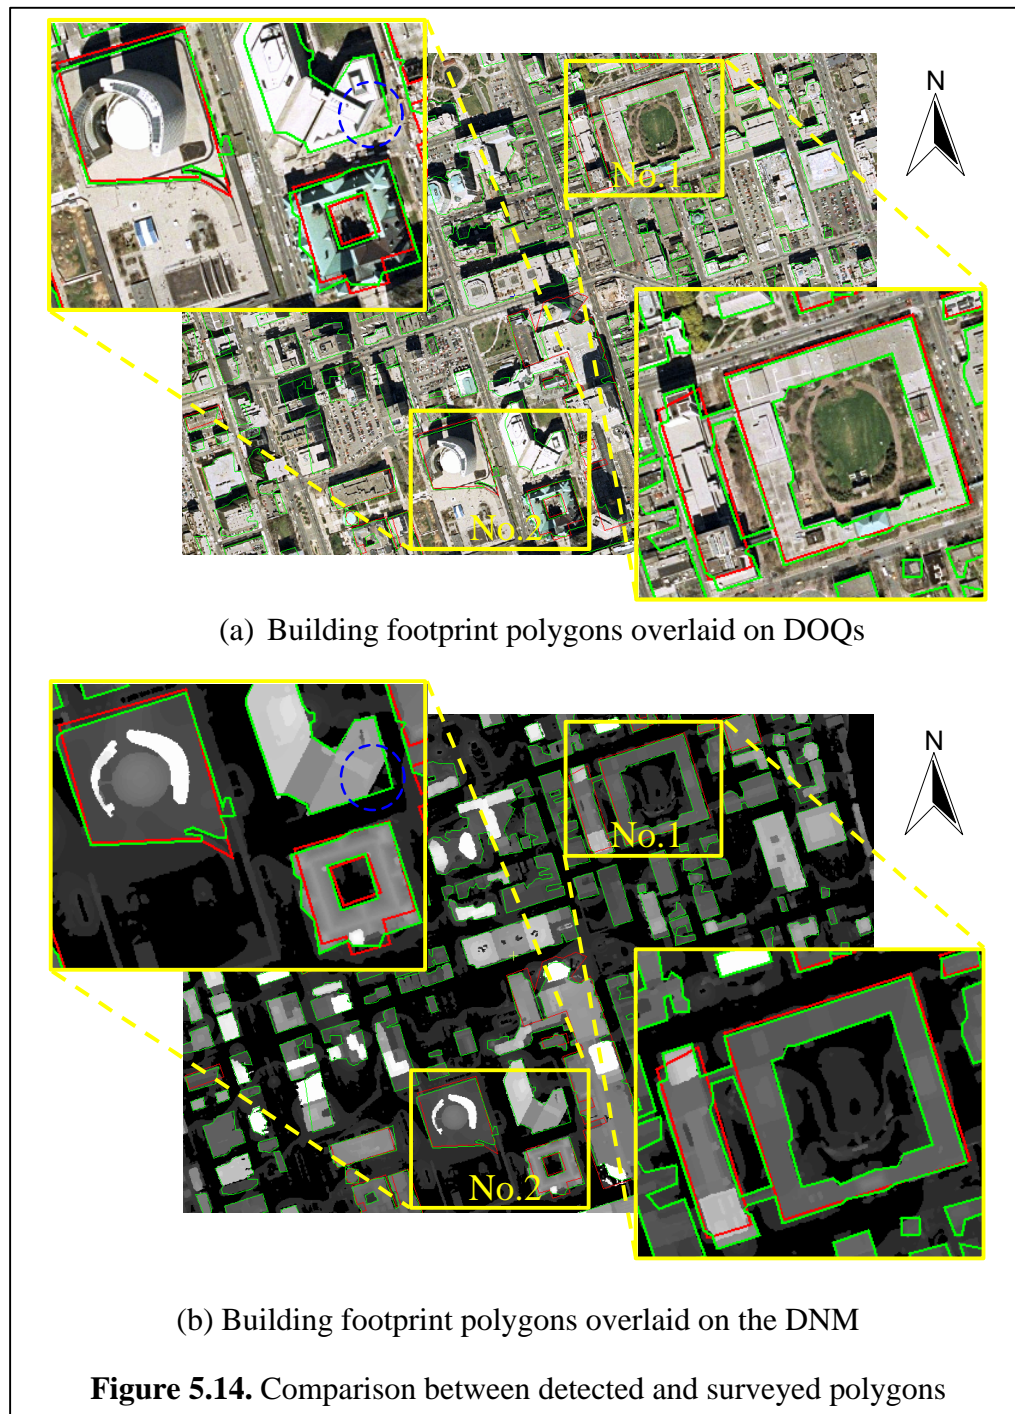 N
No.1
No.2
(a) Building footprint polygons overlaid on DOQs
N
No.1
No.2
(b) Building footprint polygons overlaid on the DNM
Figure 5.14. Comparison between detected and surveyed polygons